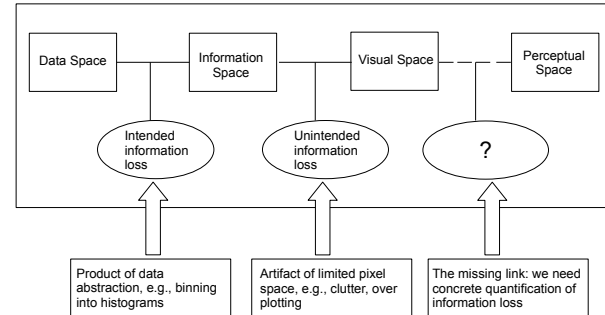 Data Space
Information
Space
Visual Space
Perceptual
Space
Intended
information
loss
Unintended
information
loss
?
Product of data
abstraction, e.g., binning
into histograms
Artifact of limited pixel
space, e.g., clutter, over
plotting
The missing link: we need
concrete quantification of
information loss